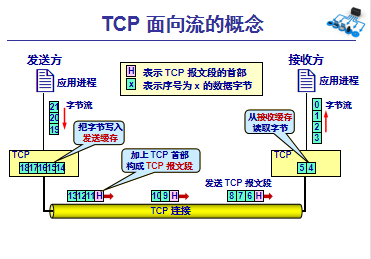 TCP 面向流的概念
发送方
接收方
应用进程
H 表示 TCP 报文段的首部
x 表示序号为 x 的数据字节
应用进程
21
20
19
字节流
把字节写入
发送缓存
加上 TCP 首部
构成 TCP 报文段
从接收缓存
读取字节
0
1
2
3
字节流
TCP
18 17 16 15 14
TCP
5 4
发送 TCP 报文段
13 12 11 H
10 9 H
8 7 6 H
TCP 连接